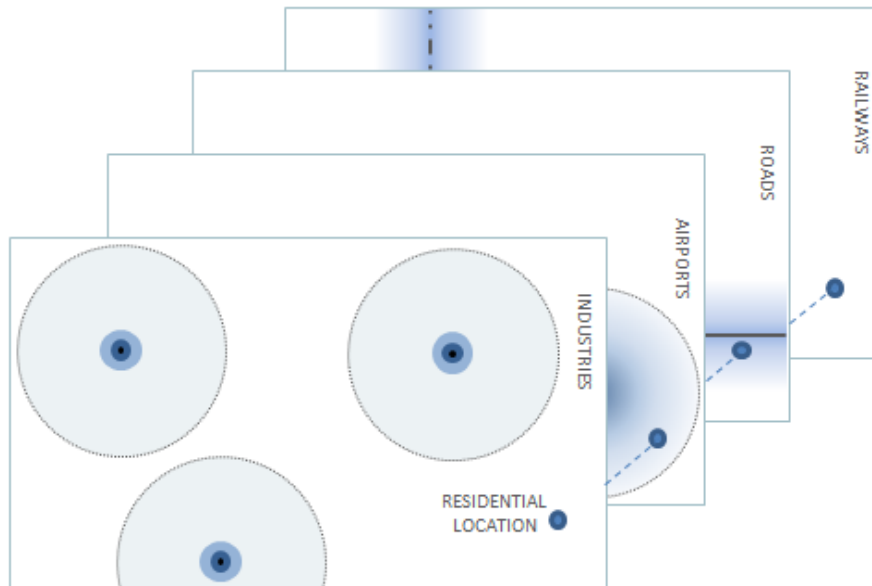 RAILWAYS
ROADS
AIRPORTS
INDUSTRIES
RESIDENTIAL
LOCATION